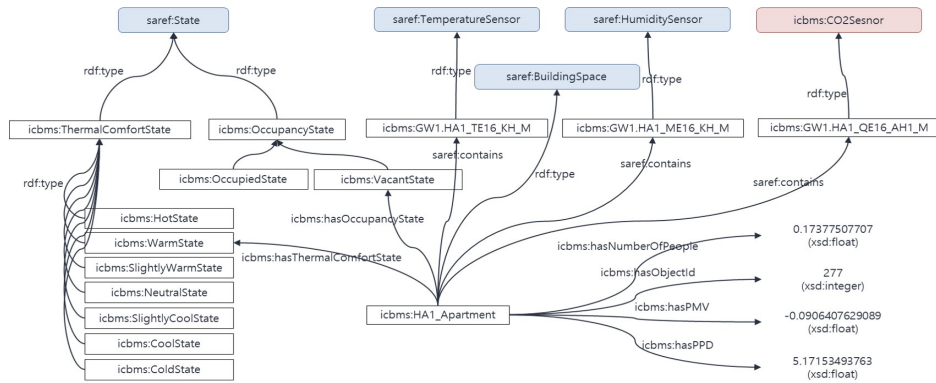 saref:State
saref:TemperatureSensor
saref:HumiditySensor
icbms:CO2Sesnor
rdf:type
rdf:type
rdf:type
saref:BuildingSpace
rdf:type
rdf:type
icbms:ThermalComfortState
icbms:OccupancyState
icbms:GW1.HA1_TE16_KH_M
icbms:GW1.HA1_ME16_KH_M
icbms:GW1.HA1_QE16_AH1_M
saref:contains
saref:contains
rdf:type
rdf:type
saref:contains
icbms:OccupiedState
icbms:VacantState
icbms:HotState
icbms:hasOccupancyState
icbms:WarmState
icbms:hasThermalComfortState
icbms:hasNumberOfPeople
0.17377507707
(xsd:float)
icbms:SlightlyWarmState
icbms:hasObjectId
277
(xsd:integer)
icbms:NeutralState
icbms:SlightlyCoolState
icbms:HA1_Apartment
icbms:hasPMV
-0.0906407629089
(xsd:float)
icbms:CoolState
icbms:hasPPD
icbms:ColdState
5.17153493763
(xsd:float)